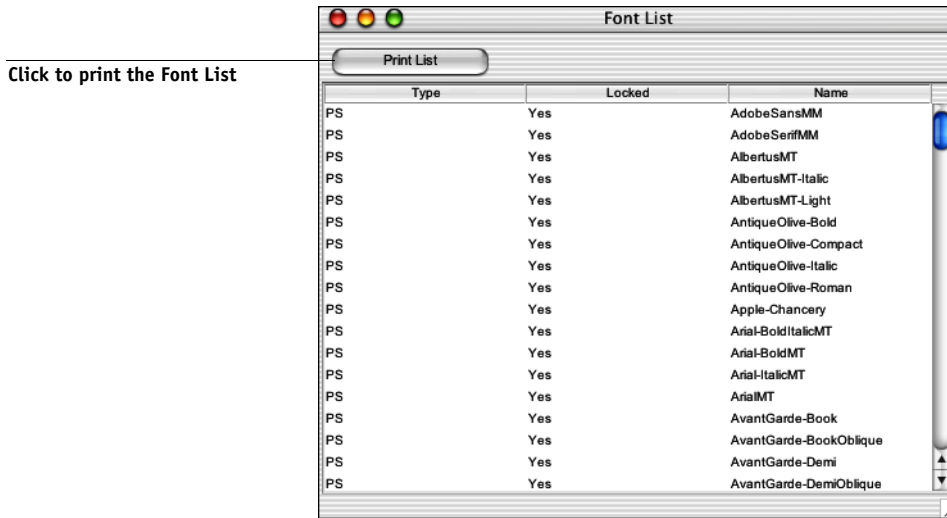 Font List
Print List
Click to print the Font List
Type Locked Name
PS Yes AdobeSansMM
PS Yes AdobeSerifMM
PS Yes AlbertusMT
PS Yes AlbertusMT-Italic
PS Yes AlbertusMT-Light
PS Yes AntiqueOlive-Bold
PS Yes AntiqueOlive-Compact
PS Yes AntiqueOlive-Italic
PS Yes AntiqueOlive-Roman
PS Yes Apple-Chancery
PS Yes Arial-BoldItalicMT
PS Yes Arial-BoldMT
PS Yes Arial-ItalicMT
PS Yes ArialMT
PS Yes AvantGarde-Book
PS Yes AvantGarde-BookOblique
PS Yes AvantGarde-Demi
PS Yes AvantGarde-DemiOblique